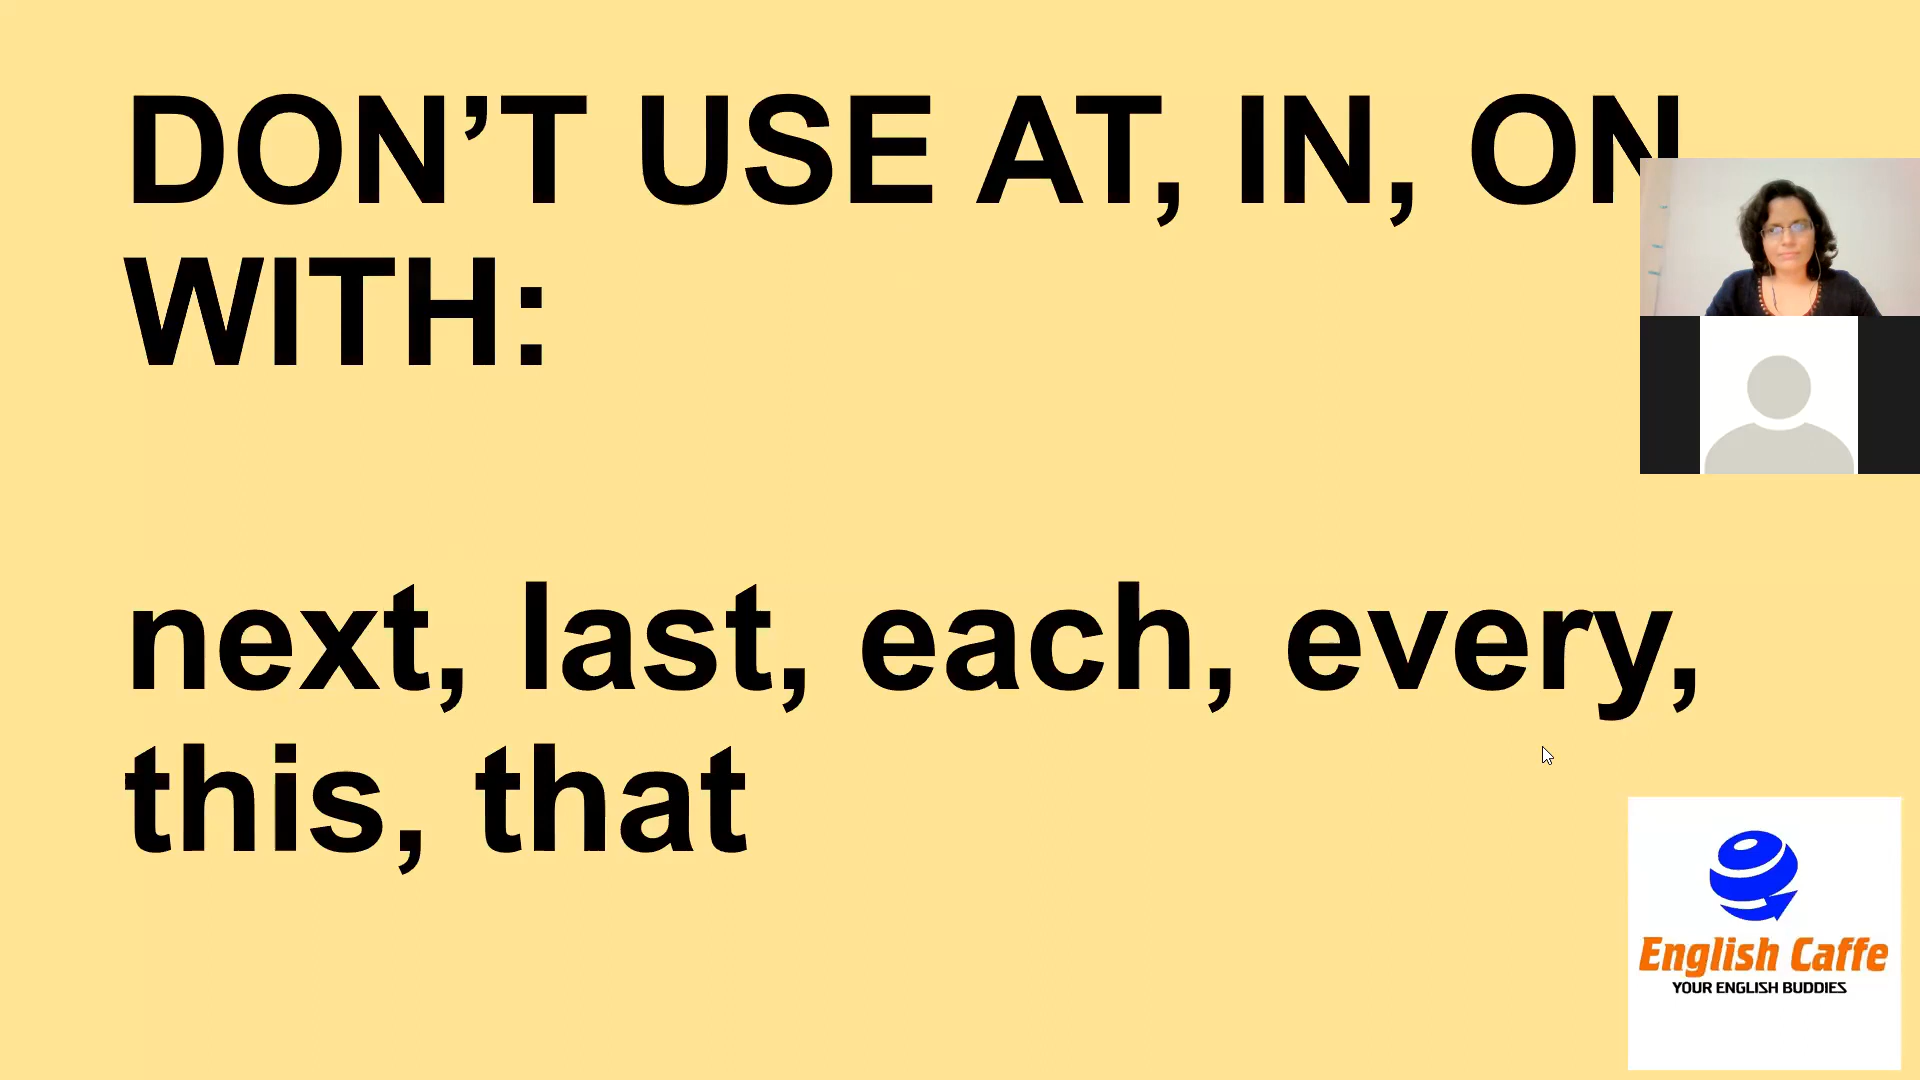 DON’T USE AT, IN, ON
WITH:
next, last, each, every,
this, that
English Caffe
YOUR ENGLISH BUDDIES